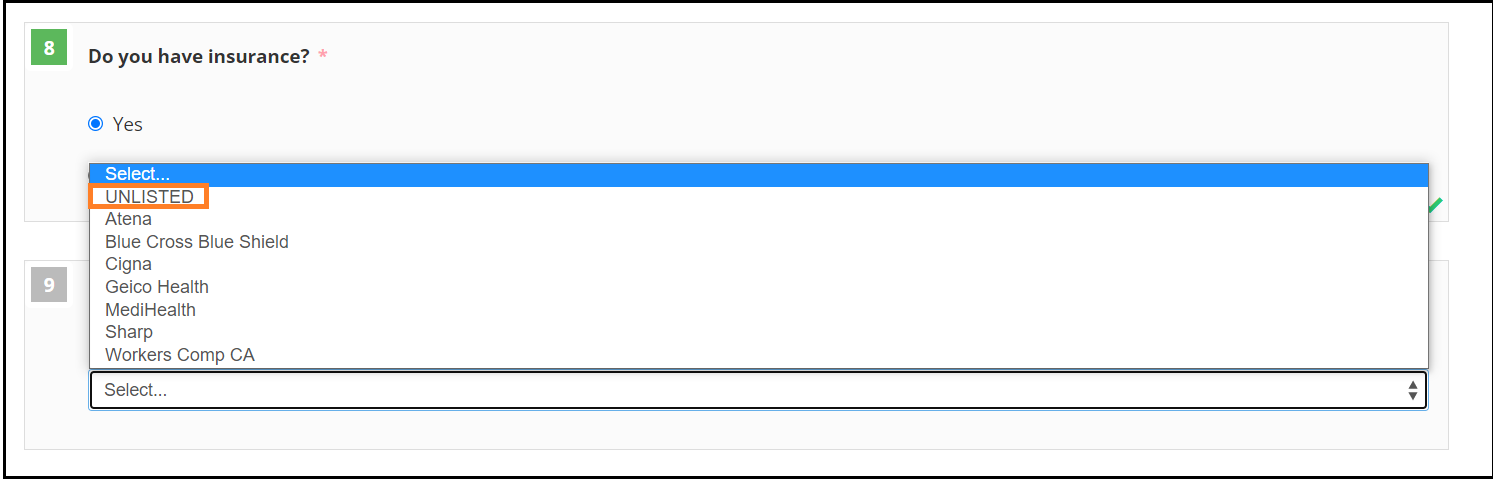 8
Do you have insurance? *
Yes
Select...
UNLISTED
Atena
Blue Cross Blue Shield
Cigna
Geico Health
MediHealth
Sharp
Workers Comp CA
9
Select...